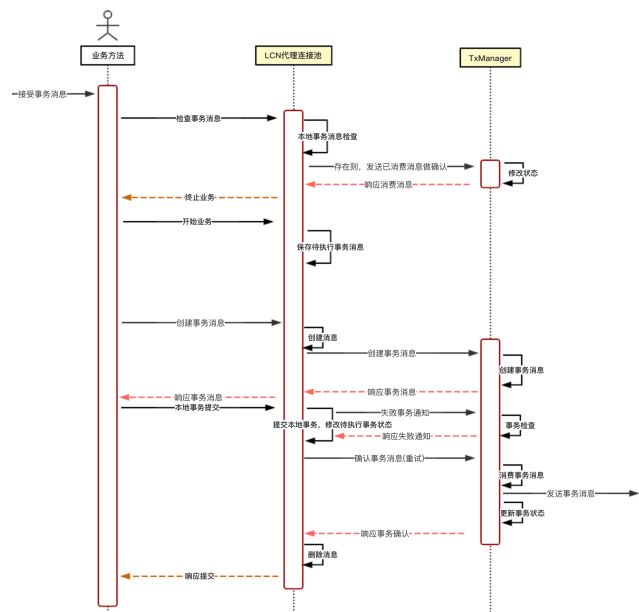 业务方法
LCN代理连接池
TxManager
接受事务消息
检查事务消息
本地事务消息检查
存在则，发送已消费消息做确认
修改状态
响应消费消息
终止业务
开始业务
保存待执行事务消息
创建事务消息
创建消息
创建事务消息
创建事务消息
响应事务消息
响应事务消息
本地事务提交
失败事务通知
提交本地事务，修改待执行事务状态
事务检查
响应失败通知
确认事务消息(重试)
消费事务消息
发送事务消息
更新事务状态
响应事务确认
删除消息
响应提交